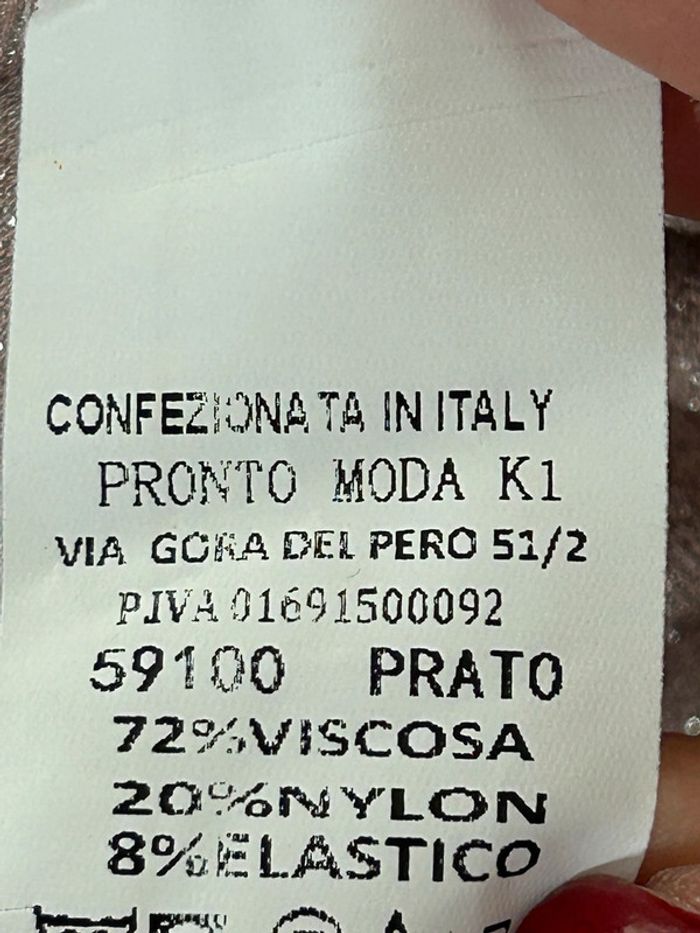 CONFEZIONATA IN ITALY
PRONTO MODA K1
VIA GORA DEL PERO 51/2
P.IVA 01691500092
59100 PRATO
72%VISCOSA
20%NYLON
8%ELASTICO